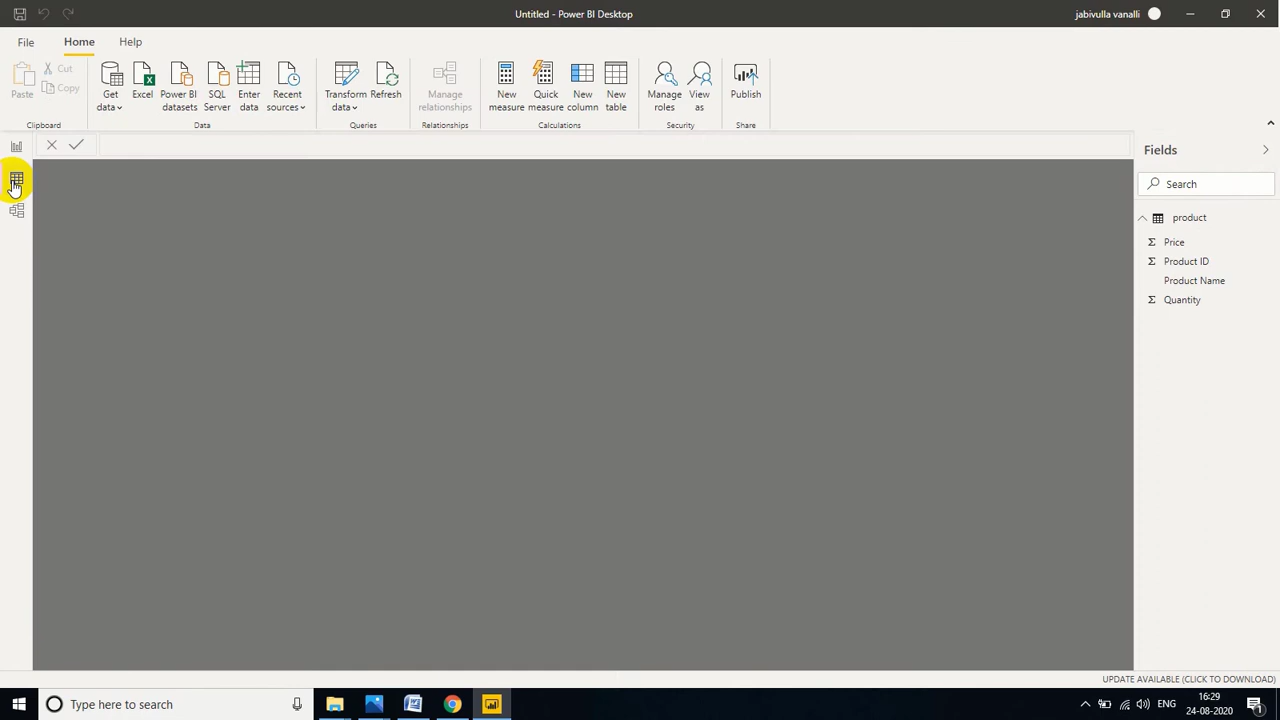 Untitled - Power BI Desktop
jabivulla vanalli
File Home Help
Paste
Cut
Copy
Clipboard
Get data
Excel
Power BI datasets
SQL Server
Enter data
Recent sources
Data
Transform data
Refresh
Queries
Manage relationships
Relationships
New measure
Quick measure
New column
New table
Calculations
Manage roles
View as
Security
Publish
Share
Fields
Search
product
Σ Price
Σ Product ID
Product Name
Σ Quantity
UPDATE AVAILABLE (CLICK TO DOWNLOAD)
Type here to search
ENG
16:29
24-08-2020
1